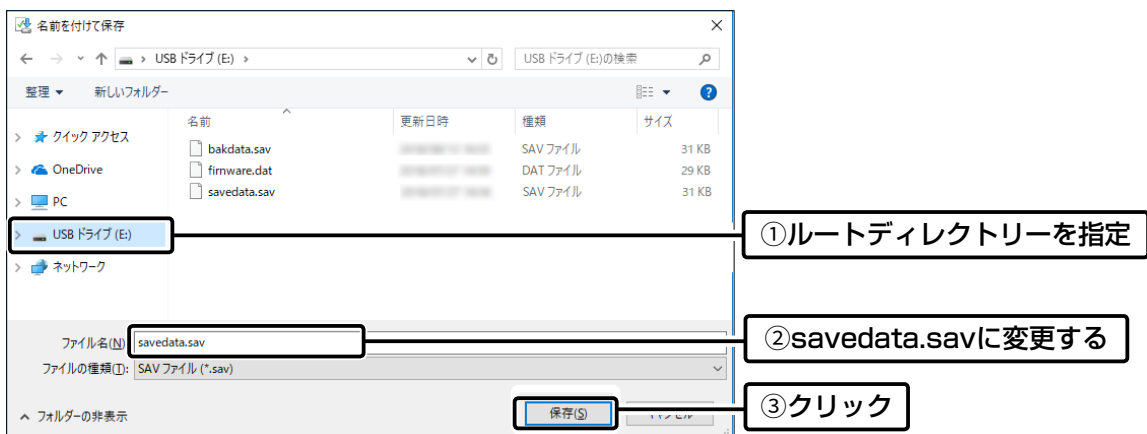 名前を付けて保存
USB ドライブ (E:)
USB ドライブ (E:)の検索
整理 新しいフォルダー
名前 更新日時 種類 サイズ
クイック アクセス
bakdata.sav SAV ファイル 31 KB
OneDrive
firnware.dat DAT ファイル 29 KB
savedata.sav SAV ファイル 31 KB
PC
USB ドライブ (E:)
①ルートディレクトリーを指定
ネットワーク
ファイル名(N) savedata.sav
②savedata.savに変更する
ファイルの種類(T): SAV ファイル (*.sav)
フォルダーの非表示
保存(S)
③クリック